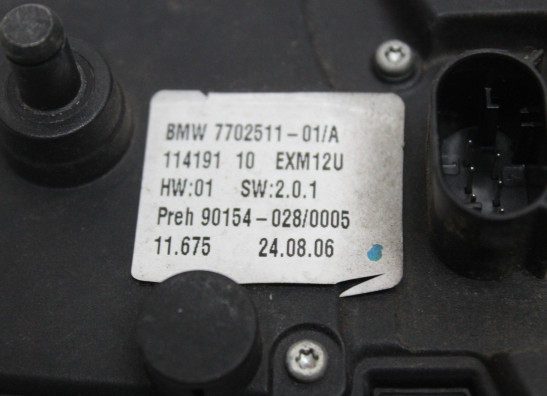 BMW 7702511-01/A
114191 10 EXM12U
HW:01 SW:2.0.1
Preh 90154-028/0005
11.675 24.08.06